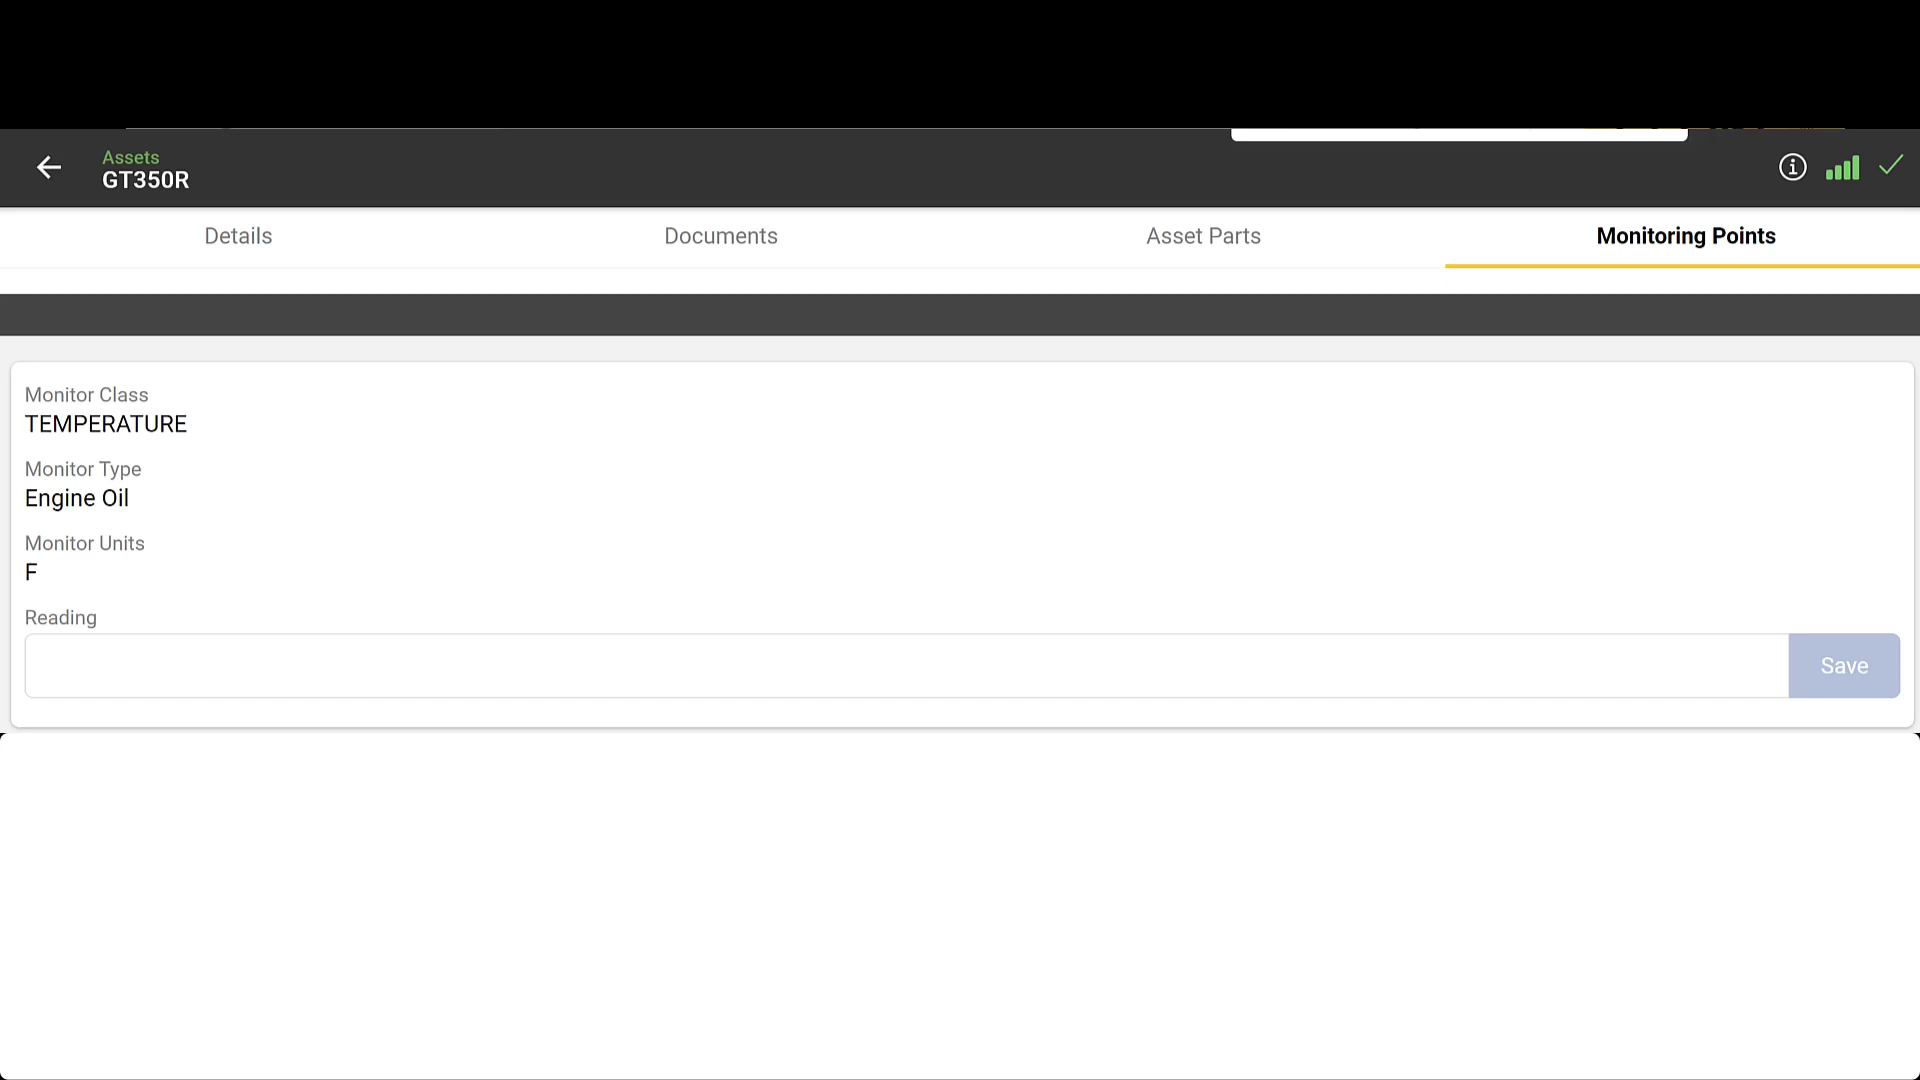 Assets
GT350R
Details
Documents
Asset Parts
Monitoring Points
Monitor Class
TEMPERATURE
Monitor Type
Engine Oil
Monitor Units
F
Reading
Save